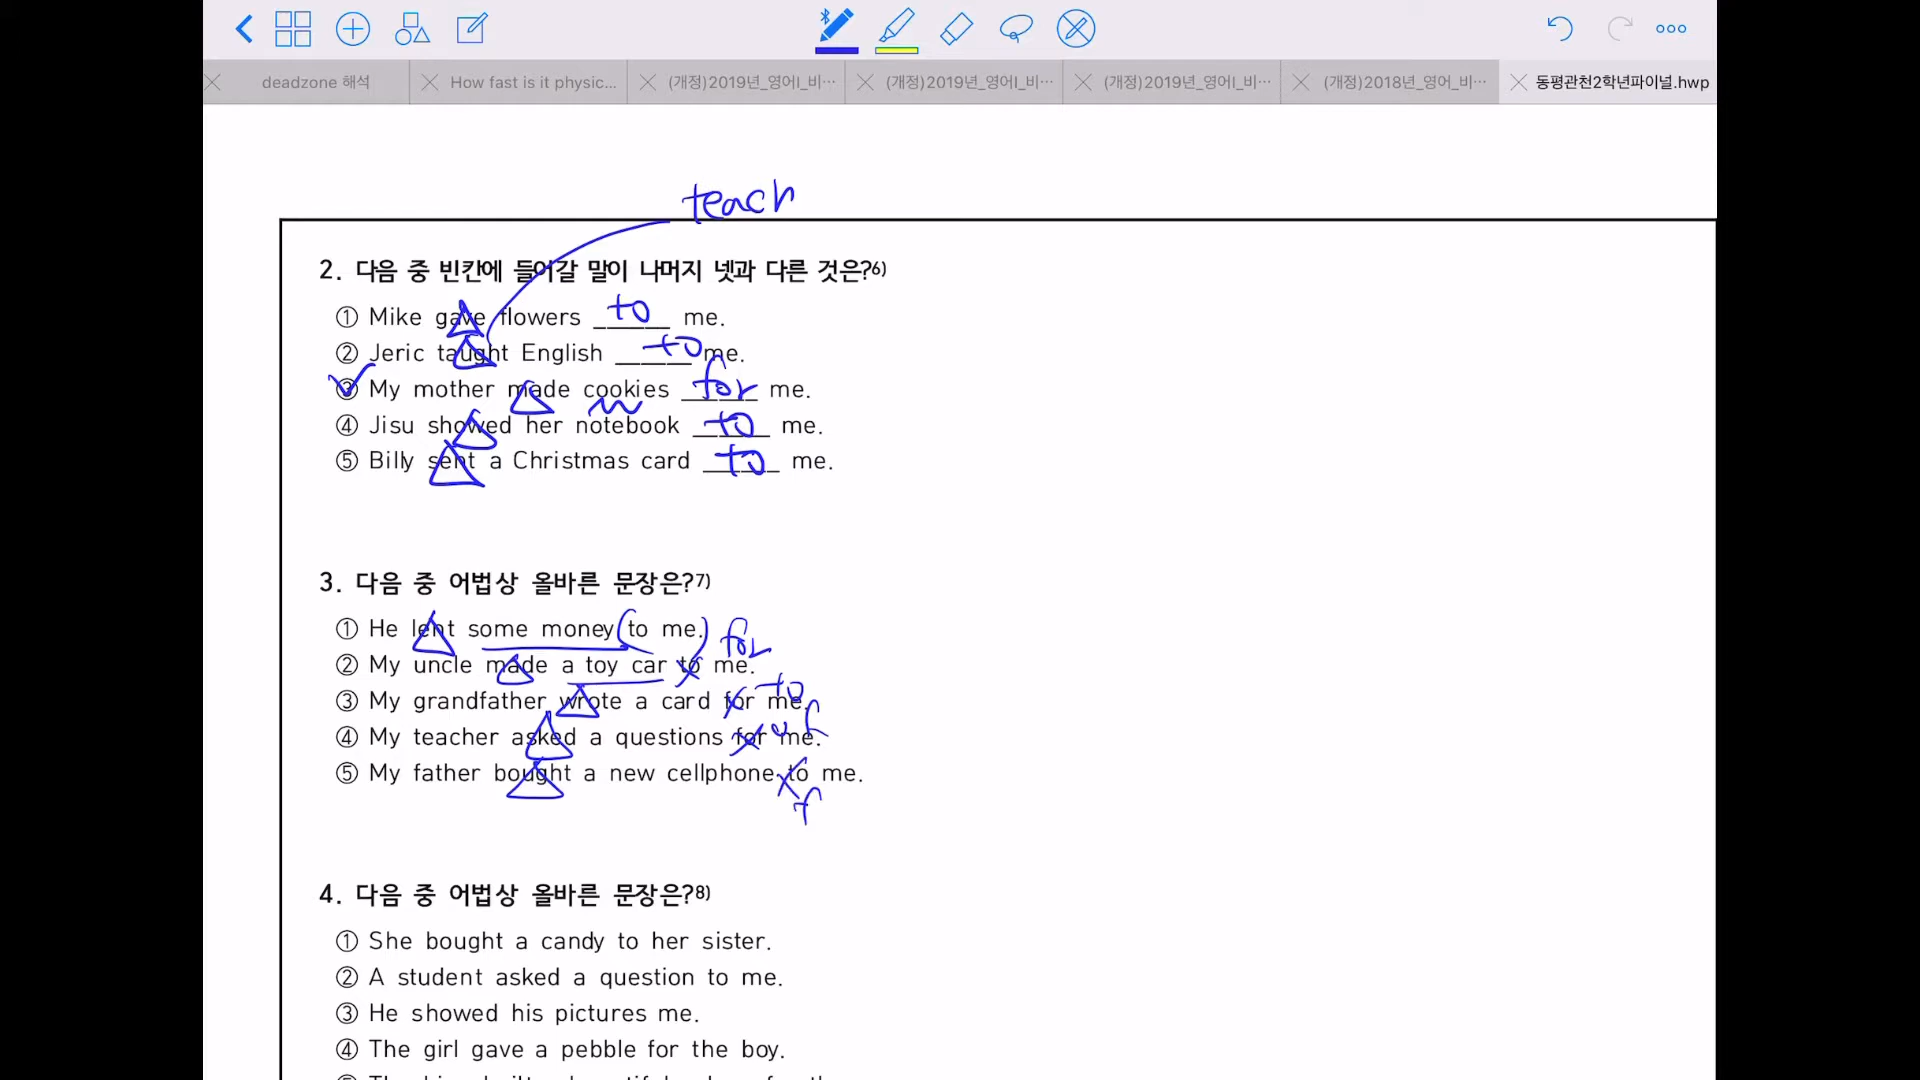 deadzone 해석
How fast is it physic...
(개정)2019년_영어I_비...
(개정)2019년_영어I_비...
(개정)2019년_영어I_비...
(개정)2018년_영어_비...
동평관천2학년파이널.hwp
teach
2. 다음 중 빈칸에 들어갈 말이 나머지 넷과 다른 것은?6)
① Mike gave flowers to me.
② Jeric taught English to me.
③ My mother made cookies for me.
④ Jisu showed her notebook to me.
⑤ Billy sent a Christmas card to me.
3. 다음 중 어법상 올바른 문장은?7)
① He lent some money (to me.)
for
② My uncle made a toy car to me.
to
③ My grandfather wrote a card for me.
of
④ My teacher asked a questions for me.
⑤ My father bought a new cellphone to me.
f
4. 다음 중 어법상 올바른 문장은?8)
① She bought a candy to her sister.
② A student asked a question to me.
③ He showed his pictures me.
④ The girl gave a pebble for the boy.